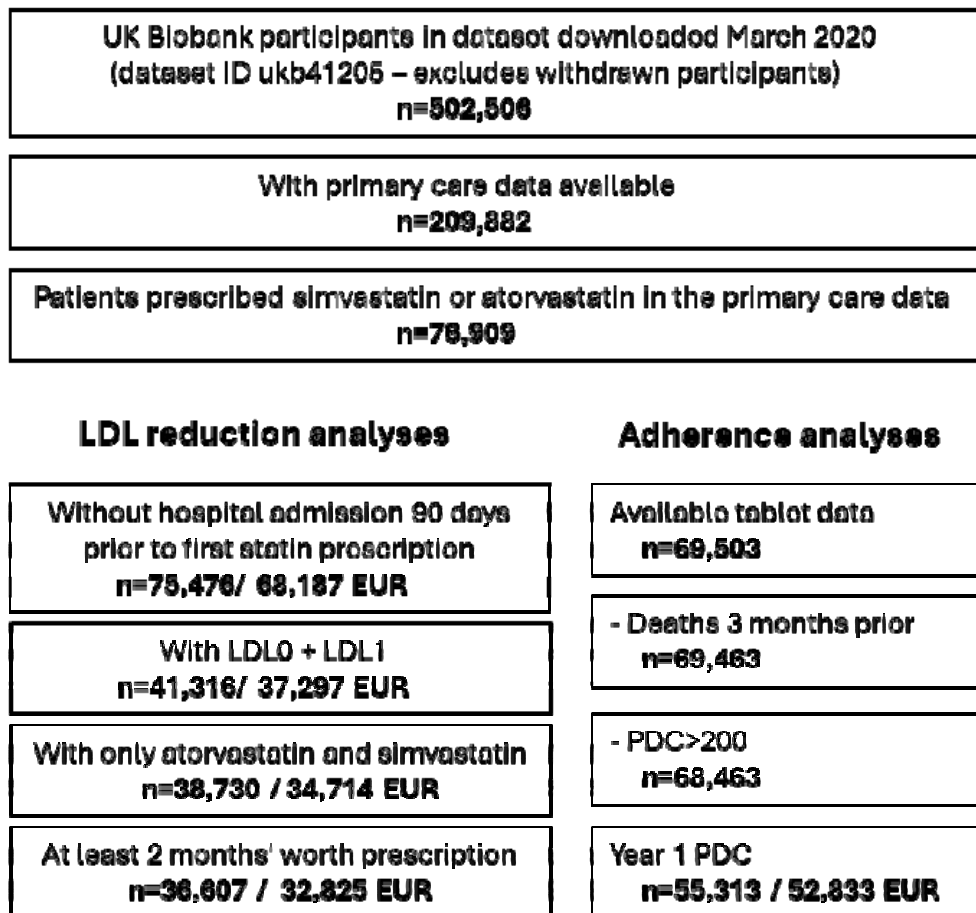 UK Biobank participants in dataset downloaded March 2020
(dataset ID ukb41205 – excludes withdrawn participants)
n=502,506
With primary care data available
n=209,882
Patients prescribed simvastatin or atorvastatin in the primary care data
n=76,909
LDL reduction analyses
Without hospital admission 90 days
prior to first statin prescription
n=75,476/ 68,187 EUR
With LDL0 + LDL1
n=41,316/ 37,297 EUR
With only atorvastatin and simvastatin
n=38,730 / 34,714 EUR
At least 2 months' worth prescription
n=36,607 / 32,825 EUR
Adherence analyses
Available tablet data
n=69,503
- Deaths 3 months prior
n=69,463
- PDC>200
n=68,463
Year 1 PDC
n=55,313 / 52,833 EUR